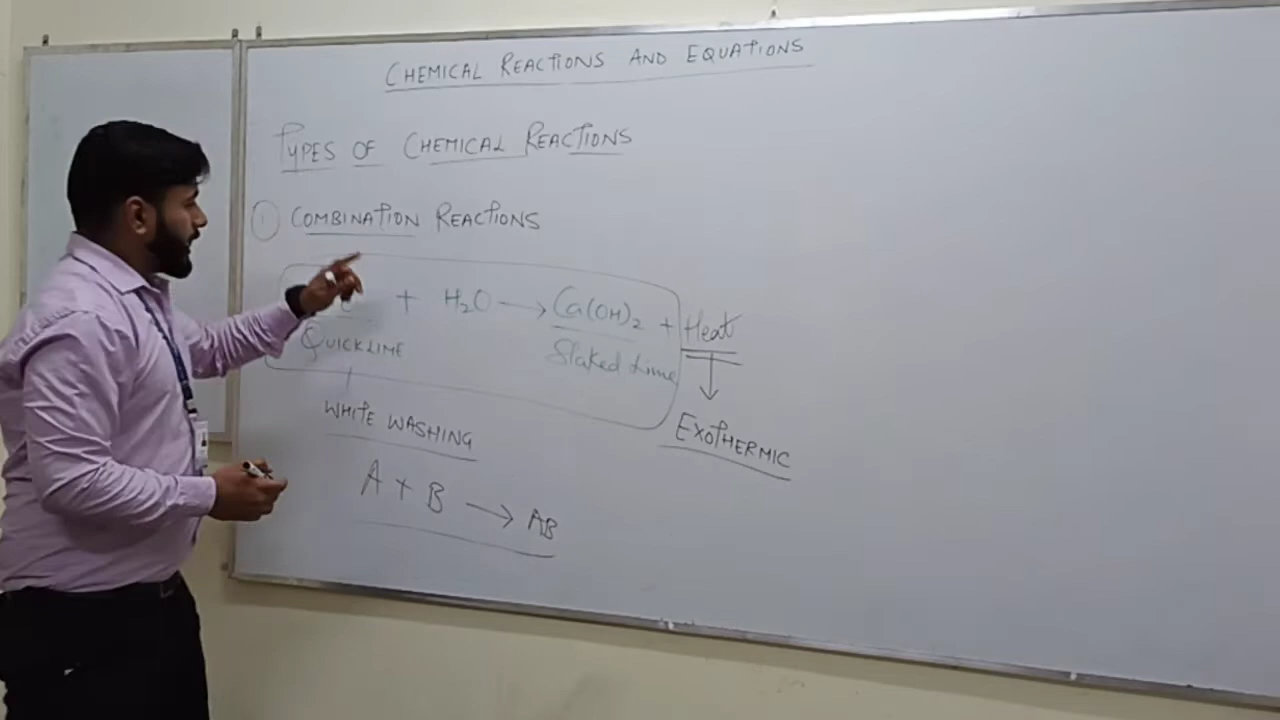 CHEMICAL REACTIONS AND EQUATIONS
TYPES OF CHEMICAL REACTIONS
① COMBINATION REACTIONS
+ H₂O → Ca(OH)₂ + Heat
QUICKLIME Slaked Lime
WHITE WASHING
EXOTHERMIC
A + B → AB